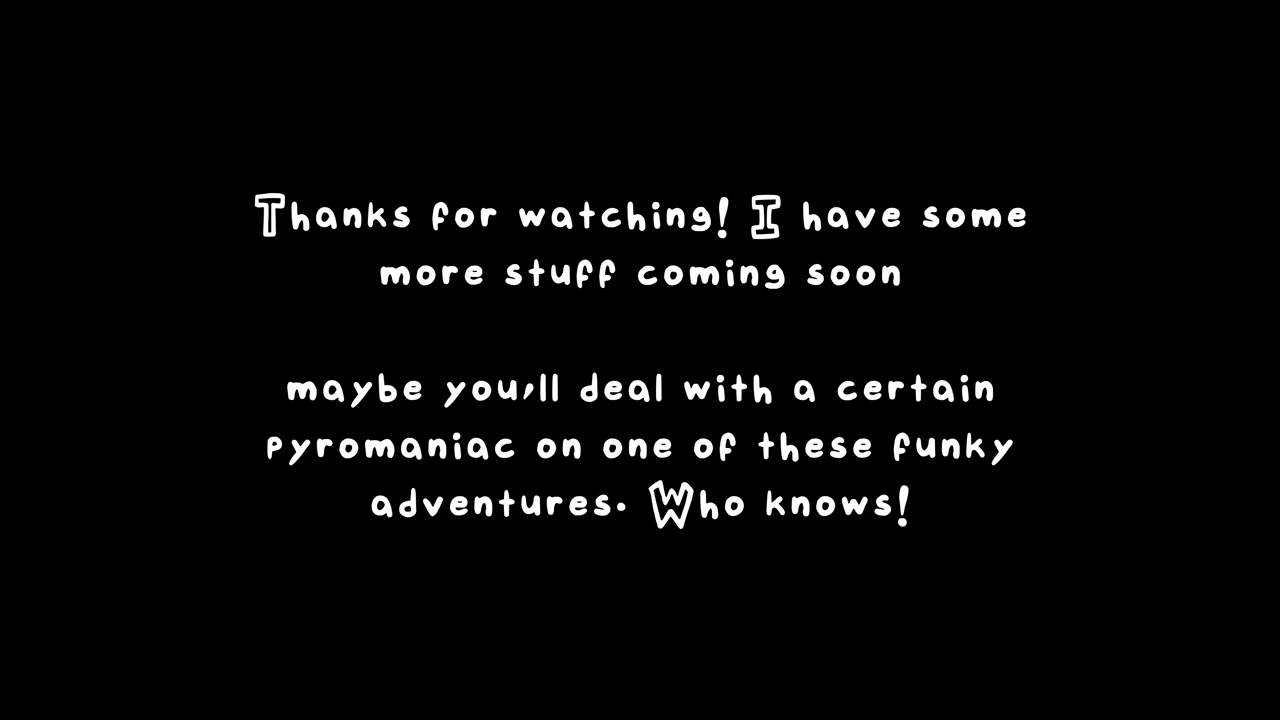 Thanks for watching! I have some
more stuff coming soon
maybe you'll deal with a certain
pyromaniac on one of these funky
adventures. Who knows!